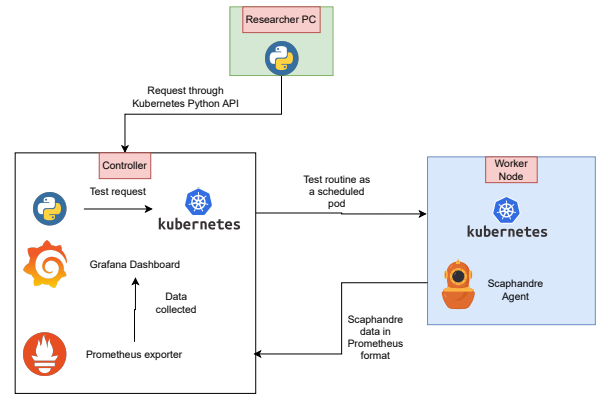 Researcher PC
Request through
Kubernetes Python API
Controller
Test request
kubernetes
Grafana Dashboard
Data
collected
Prometheus exporter
Test routine as
a scheduled
pod
Worker
Node
kubernetes
Scaphandre
Agent
Scaphandre
data in
Prometheus
format